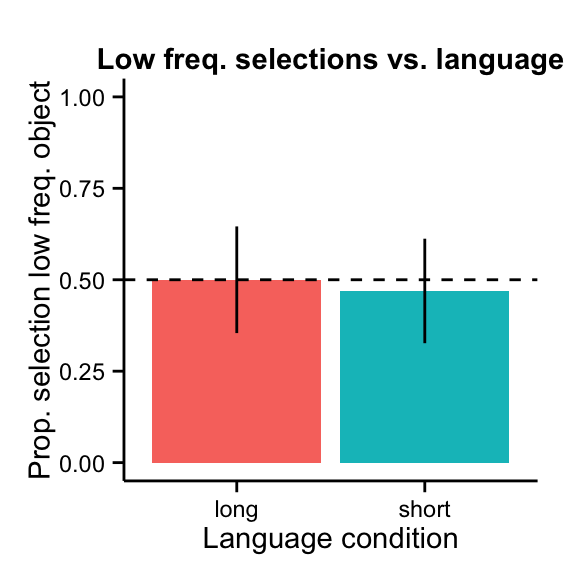 Low freq. selections vs. language
Prop. selection low freq. object
1.00
0.75
0.50
0.25
0.00
long
short
Language condition